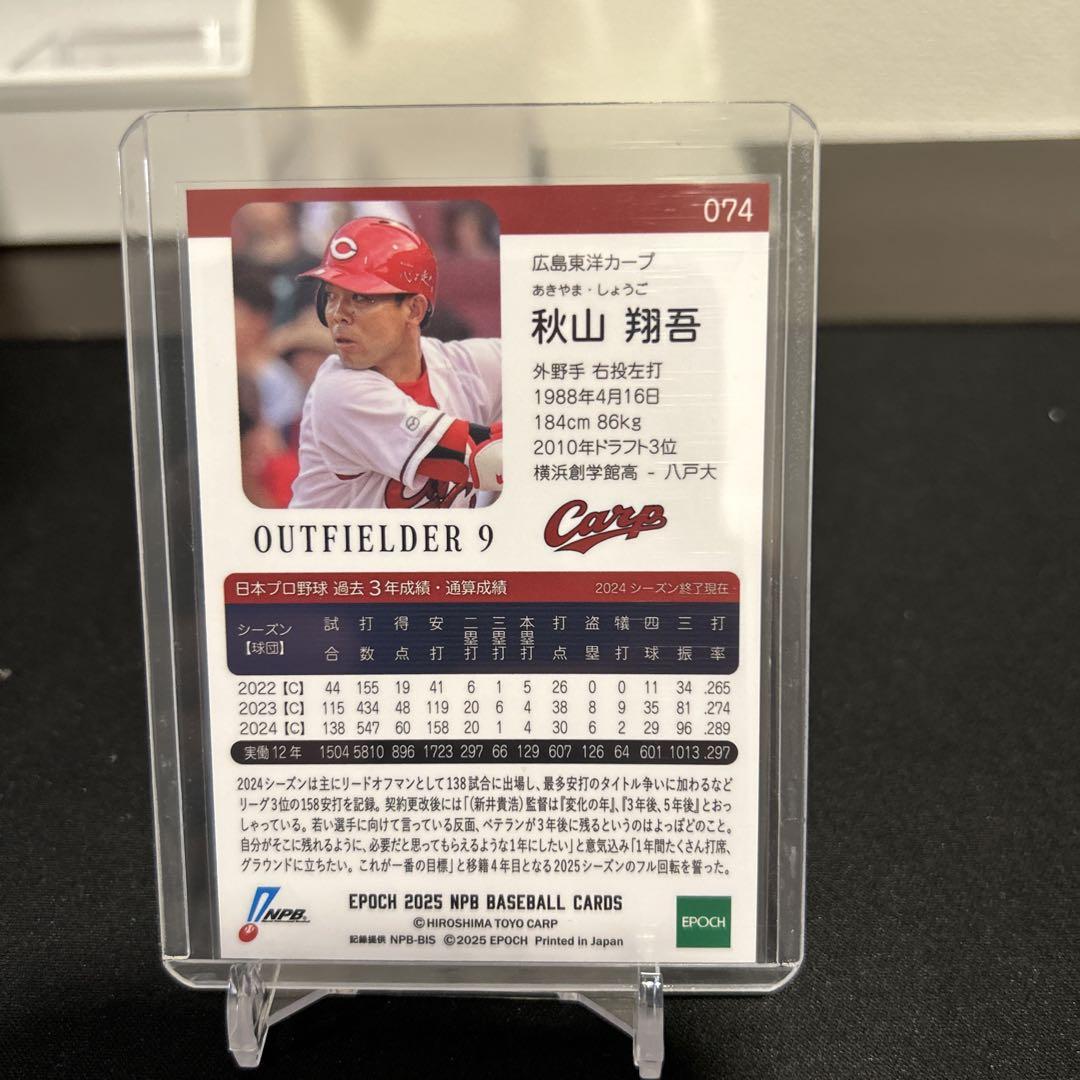 074
広島東洋カープ
あきやま・しょうご
秋山 翔吾
外野手 右投左打
1988年4月16日
184cm 86kg
2010年ドラフト3位
横浜創学館高 - 八戸大
Carp
OUTFIELDER 9
日本プロ野球 過去3年成績・通算成績 2024シーズン終了現在
シーズン【球団】 試合 打数 得点 安打 二塁打 三塁打 本塁打 打点 盗塁 犠打 四球 三振 打率
2022【C】 44 155 19 41 6 1 5 26 0 0 11 34 .265
2023【C】 115 434 48 119 20 6 4 38 8 9 35 81 .274
2024【C】 138 547 60 158 20 1 4 30 6 2 29 96 .289
実働12年 1504 5810 896 1723 297 66 129 607 126 64 601 1013 .297
2024シーズンは主にリードオフマンとして138試合に出場し、最多安打のタイトル争いに加わるなど
リーグ3位の158安打を記録。契約更改後には「(新井貴浩)監督は『変化の年』、『3年後、5年後』とおっ
しゃっている。若い選手に向けて言っている反面、ベテランが3年後に残るというのはよっぽどのこと。
自分がそこに残れるように、必要だと思ってもらえるような1年にしたい」と意気込み「1年間たくさん打席、
グラウンドに立ちたい。これが一番の目標」と移籍4年目となる2025シーズンのフル回転を誓った。
NPB
EPOCH 2025 NPB BASEBALL CARDS
©HIROSHIMA TOYO CARP
記録提供 NPB-BIS ©2025 EPOCH Printed in Japan
EPOCH